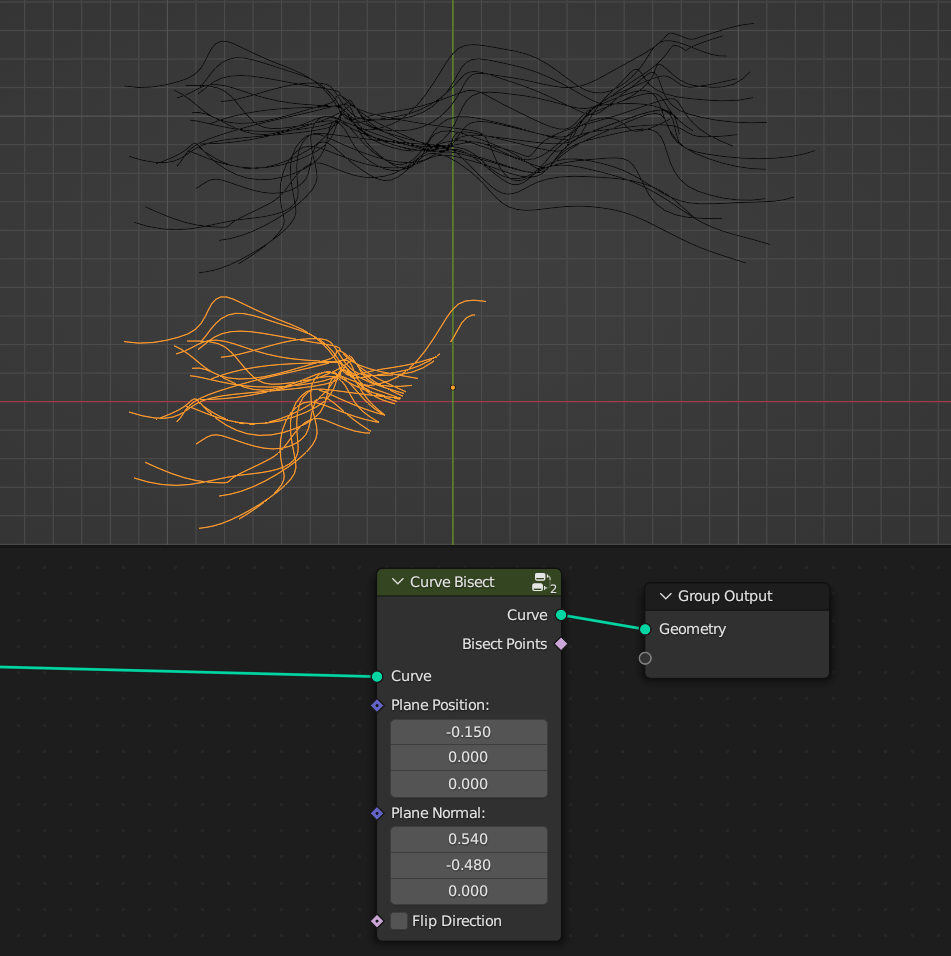 Curve Bisect
2
Curve
Bisect Points
Curve
Plane Position:
-0.150
0.000
0.000
Plane Normal:
0.540
-0.480
0.000
Flip Direction
Group Output
Geometry